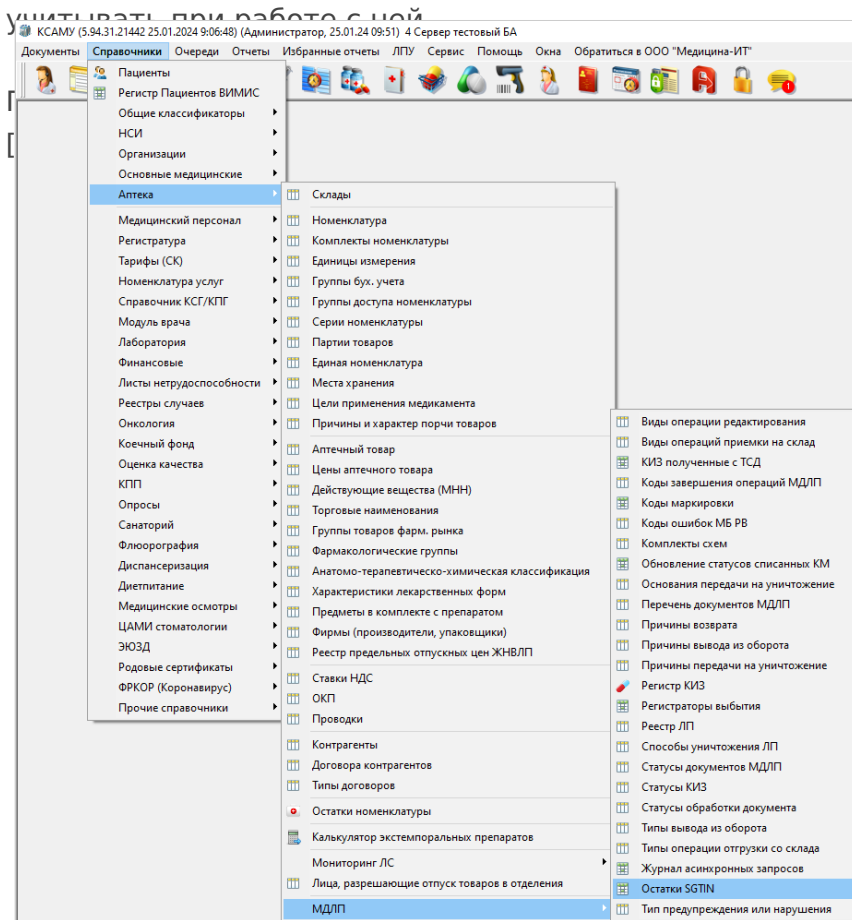 учитывать при работе с ней
КСАМУ (5.94.31.21442 25.01.2024 9:06:48) (Администратор, 25.01.24 09:51) 4 Сервер тестовый БА
Документы Справочники Очереди Отчеты Избранные отчеты ЛПУ Сервис Помощь Окна Обратиться в ООО "Медицина-ИТ"
Пациенты
Регистр Пациентов ВИМИС
Общие классификаторы
НСИ
Организации
Основные медицинские
Аптека
Медицинский персонал
Регистратура
Тарифы (СК)
Номенклатура услуг
Справочник КСГ/КПГ
Модуль врача
Лаборатория
Финансовые
Листы нетрудоспособности
Реестры случаев
Онкология
Коечный фонд
Оценка качества
КПП
Опросы
Санаторий
Флюорография
Диспансеризация
Диетпитание
Медицинские осмотры
ЦАМИ стоматологии
ЭЮЗД
Родовые сертификаты
ФРКОР (Коронавирус)
Прочие справочники
Склады
Номенклатура
Комплекты номенклатуры
Единицы измерения
Группы бух. учета
Группы доступа номенклатуры
Серии номенклатуры
Партии товаров
Единая номенклатура
Места хранения
Цели применения медикамента
Причины и характер порчи товаров
Аптечный товар
Цены аптечного товара
Действующие вещества (МНН)
Торговые наименования
Группы товаров фарм. рынка
Фармакологические группы
Анатомо-терапевтическо-химическая классификация
Характеристики лекарственных форм
Предметы в комплекте с препаратом
Фирмы (производители, упаковщики)
Реестр предельных отпускных цен ЖНВЛП
Ставки НДС
ОКП
Проводки
Контрагенты
Договора контрагентов
Типы договоров
Остатки номенклатуры
Калькулятор экстемпоральных препаратов
Мониторинг ЛС
Лица, разрешающие отпуск товаров в отделения
МДЛП
Виды операции редактирования
Виды операций приемки на склад
КИЗ полученные с ТСД
Коды завершения операций МДЛП
Коды маркировки
Коды ошибок МБ РВ
Комплекты схем
Обновление статусов списанных КМ
Основания передачи на уничтожение
Перечень документов МДЛП
Причины возврата
Причины вывода из оборота
Причины передачи на уничтожение
Регистр КИЗ
Регистраторы выбытия
Реестр ЛП
Способы уничтожения ЛП
Статусы документов МДЛП
Статусы КИЗ
Статусы обработки документа
Типы вывода из оборота
Типы операции отгрузки со склада
Журнал асинхронных запросов
Остатки SGTIN
Тип предупреждения или нарушения